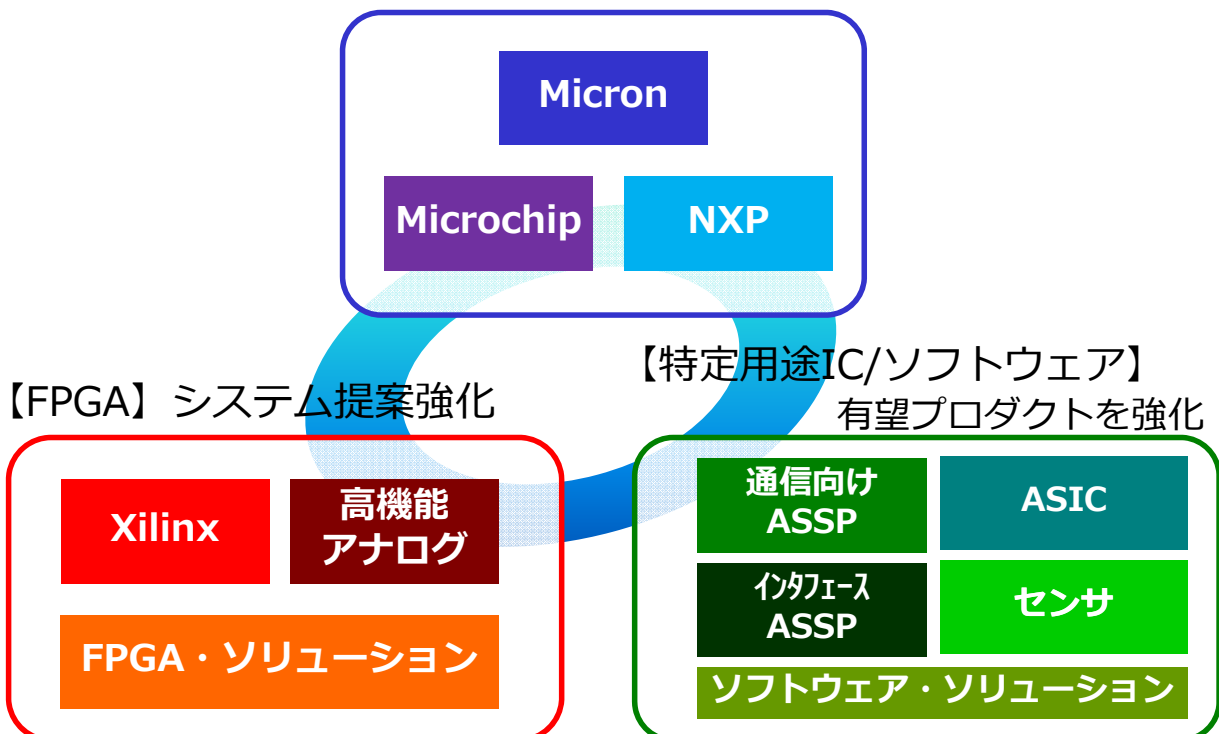 Micron
Microchip
NXP
【FPGA】システム提案強化
Xilinx
高機能
アナログ
FPGA・ソリューション
【特定用途IC/ソフトウェア】
有望プロダクトを強化
通信向け
ASSP
ASIC
ｲﾝﾀﾌｪｰｽ
ASSP
センサ
ソフトウェア・ソリューション